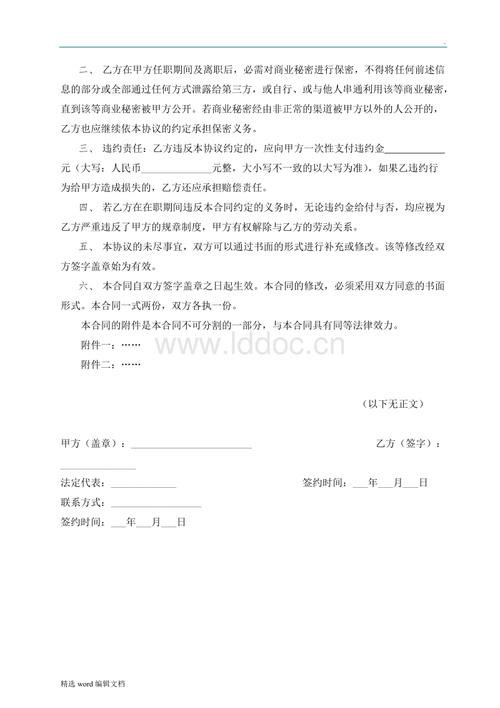 二、 乙方在甲方任职期间及离职后，必需对商业秘密进行保密，不得将任何前述信
息的部分或全部通过任何方式泄露给第三方，或自行、或与他人串通利用该等商业秘密，
直到该等商业秘密被甲方公开。若商业秘密经由非正常的渠道被甲方以外的人公开的，
乙方也应继续依本协议的约定承担保密义务。
三、 违约责任：乙方违反本协议约定的，应向甲方一次性支付违约金___________
元（大写：人民币_____________元整，大小写不一致的以大写为准），如果乙违约行
为给甲方造成损失的，乙方还应承担赔偿责任。
四、 若乙方在在职期间违反本合同约定的义务时，无论违约金给付与否，均应视为
乙方严重违反了甲方的规章制度，甲方有权解除与乙方的劳动关系。
五、 本协议的未尽事宜，双方可以通过书面的形式进行补充或修改。该等修改经双
方签字盖章始为有效。
六、 本合同自双方签字盖章之日起生效。本合同的修改，必须采用双方同意的书面
形式。本合同一式两份，双方各执一份。
本合同的附件是本合同不可分割的一部分，与本合同具有同等法律效力。
附件一：……
www.lddoc.cn
附件二：……
（以下无正文）
甲方（盖章）：________________________ 乙方（签字）：
_______________
法定代表：_____________ 签约时间：___年___月___日
联系方式：__________________
签约时间：___年___月___日
精选 word 编辑文档